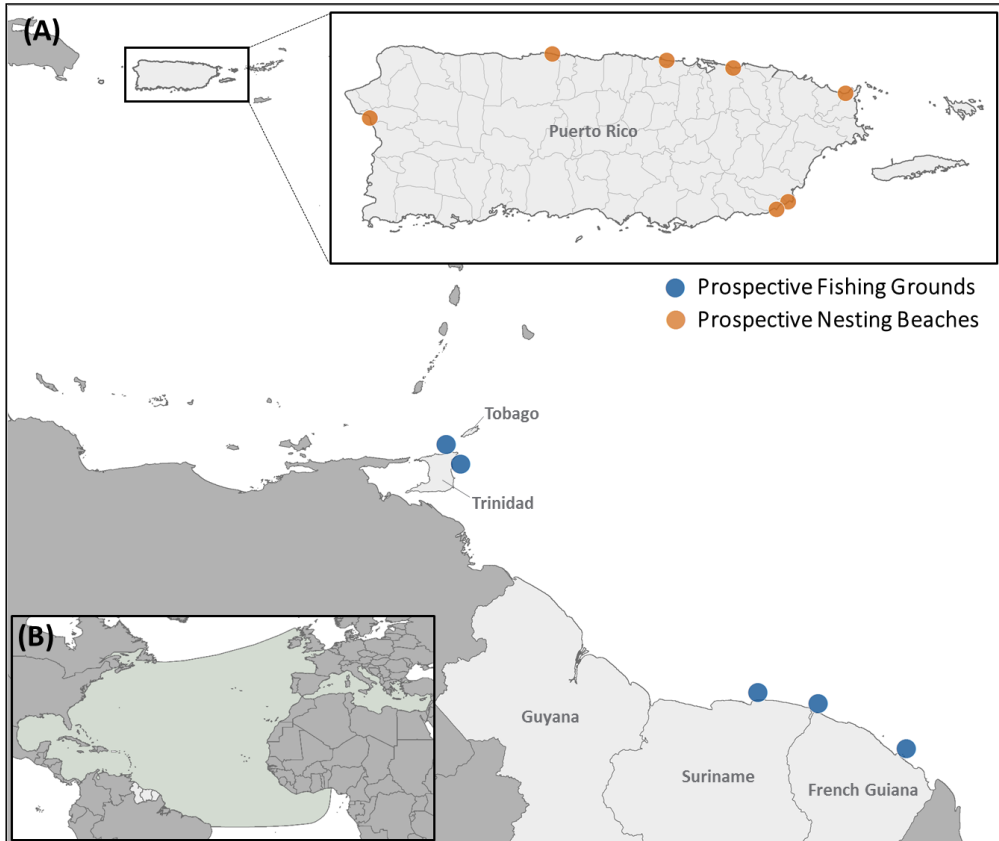 (A)
Puerto Rico
Prospective Fishing Grounds
Prospective Nesting Beaches
Tobago
Trinidad
(B)
Guyana
Suriname
French Guiana